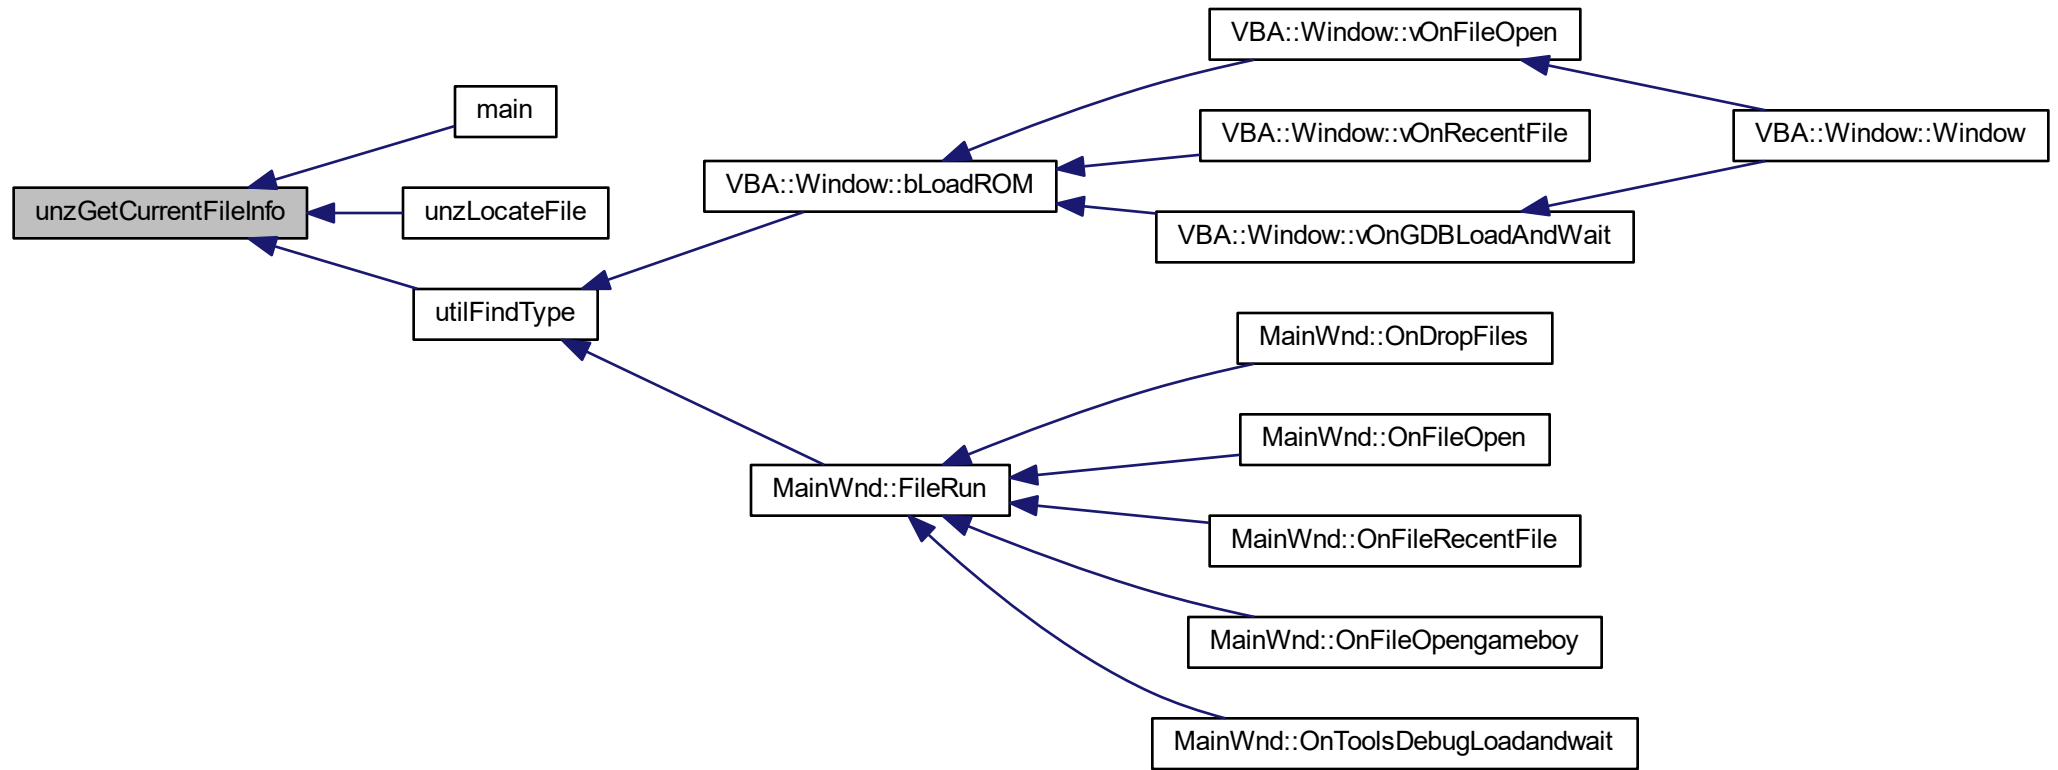 VBA::Window::vOnFileOpen
main
VBA::Window::vOnRecentFile
VBA::Window::Window
VBA::Window::bLoadROM
unzGetCurrentFileInfo
unzLocateFile
VBA::Window::vOnGDBLoadAndWait
utilFindType
MainWnd::OnDropFiles
MainWnd::OnFileOpen
MainWnd::FileRun
MainWnd::OnFileRecentFile
MainWnd::OnFileOpengameboy
MainWnd::OnToolsDebugLoadandwait